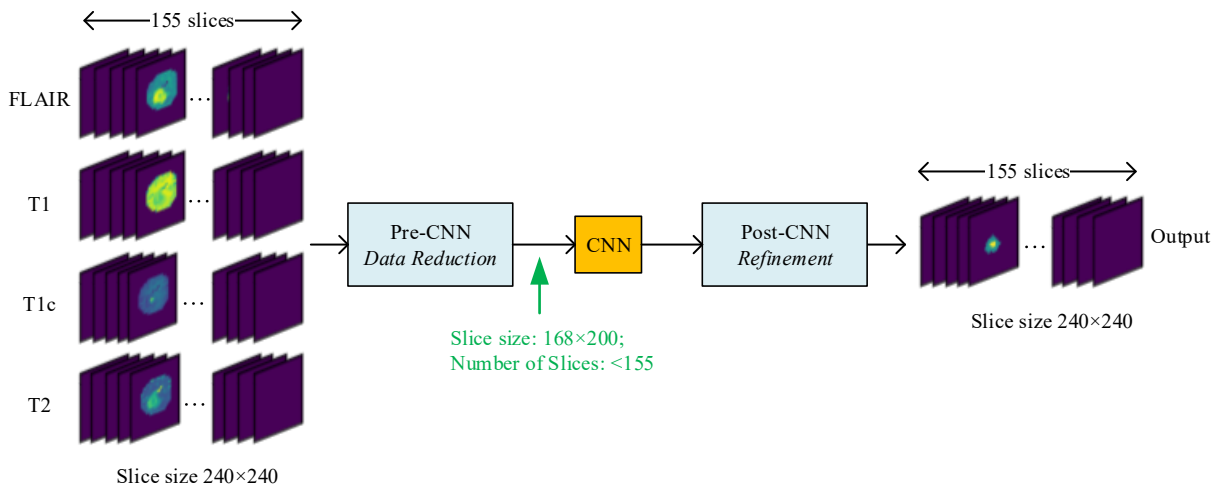 155 slices
FLAIR
...
T1
...
T1c
...
T2
...
Slice size 240×240
Pre-CNN
Data Reduction
CNN
Post-CNN
Refinement
Slice size: 168×200;
Number of Slices: <155
155 slices
...
Output
Slice size 240×240